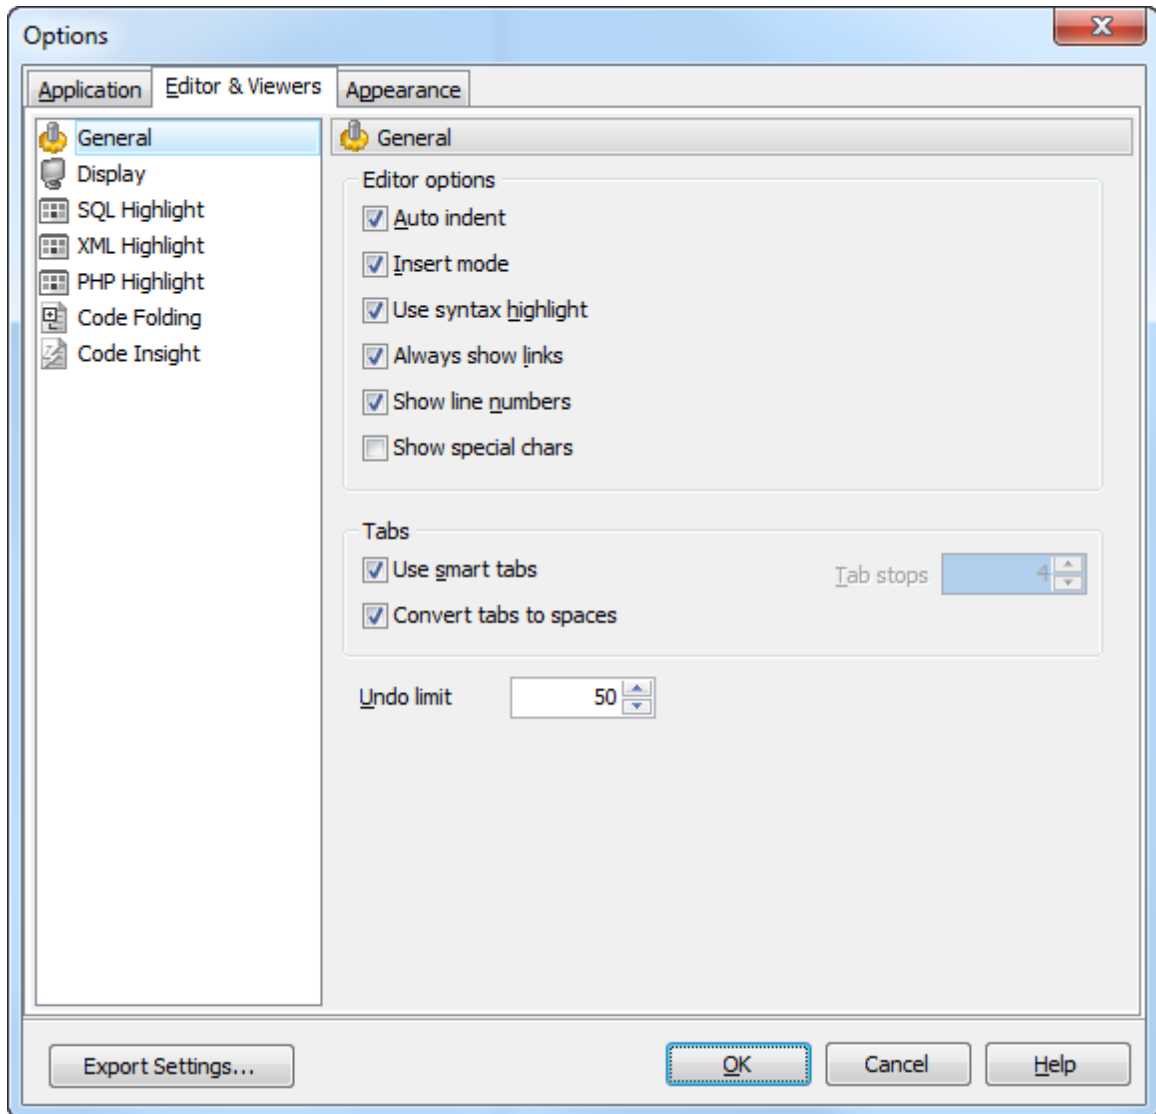 Options
Application Editor & Viewers Appearance
General
Display
SQL Highlight
XML Highlight
PHP Highlight
Code Folding
Code Insight
General
Editor options
Auto indent
Insert mode
Use syntax highlight
Always show links
Show line numbers
Show special chars
Tabs
Use smart tabs
Tab stops 4
Convert tabs to spaces
Undo limit 50
Export Settings... OK Cancel Help